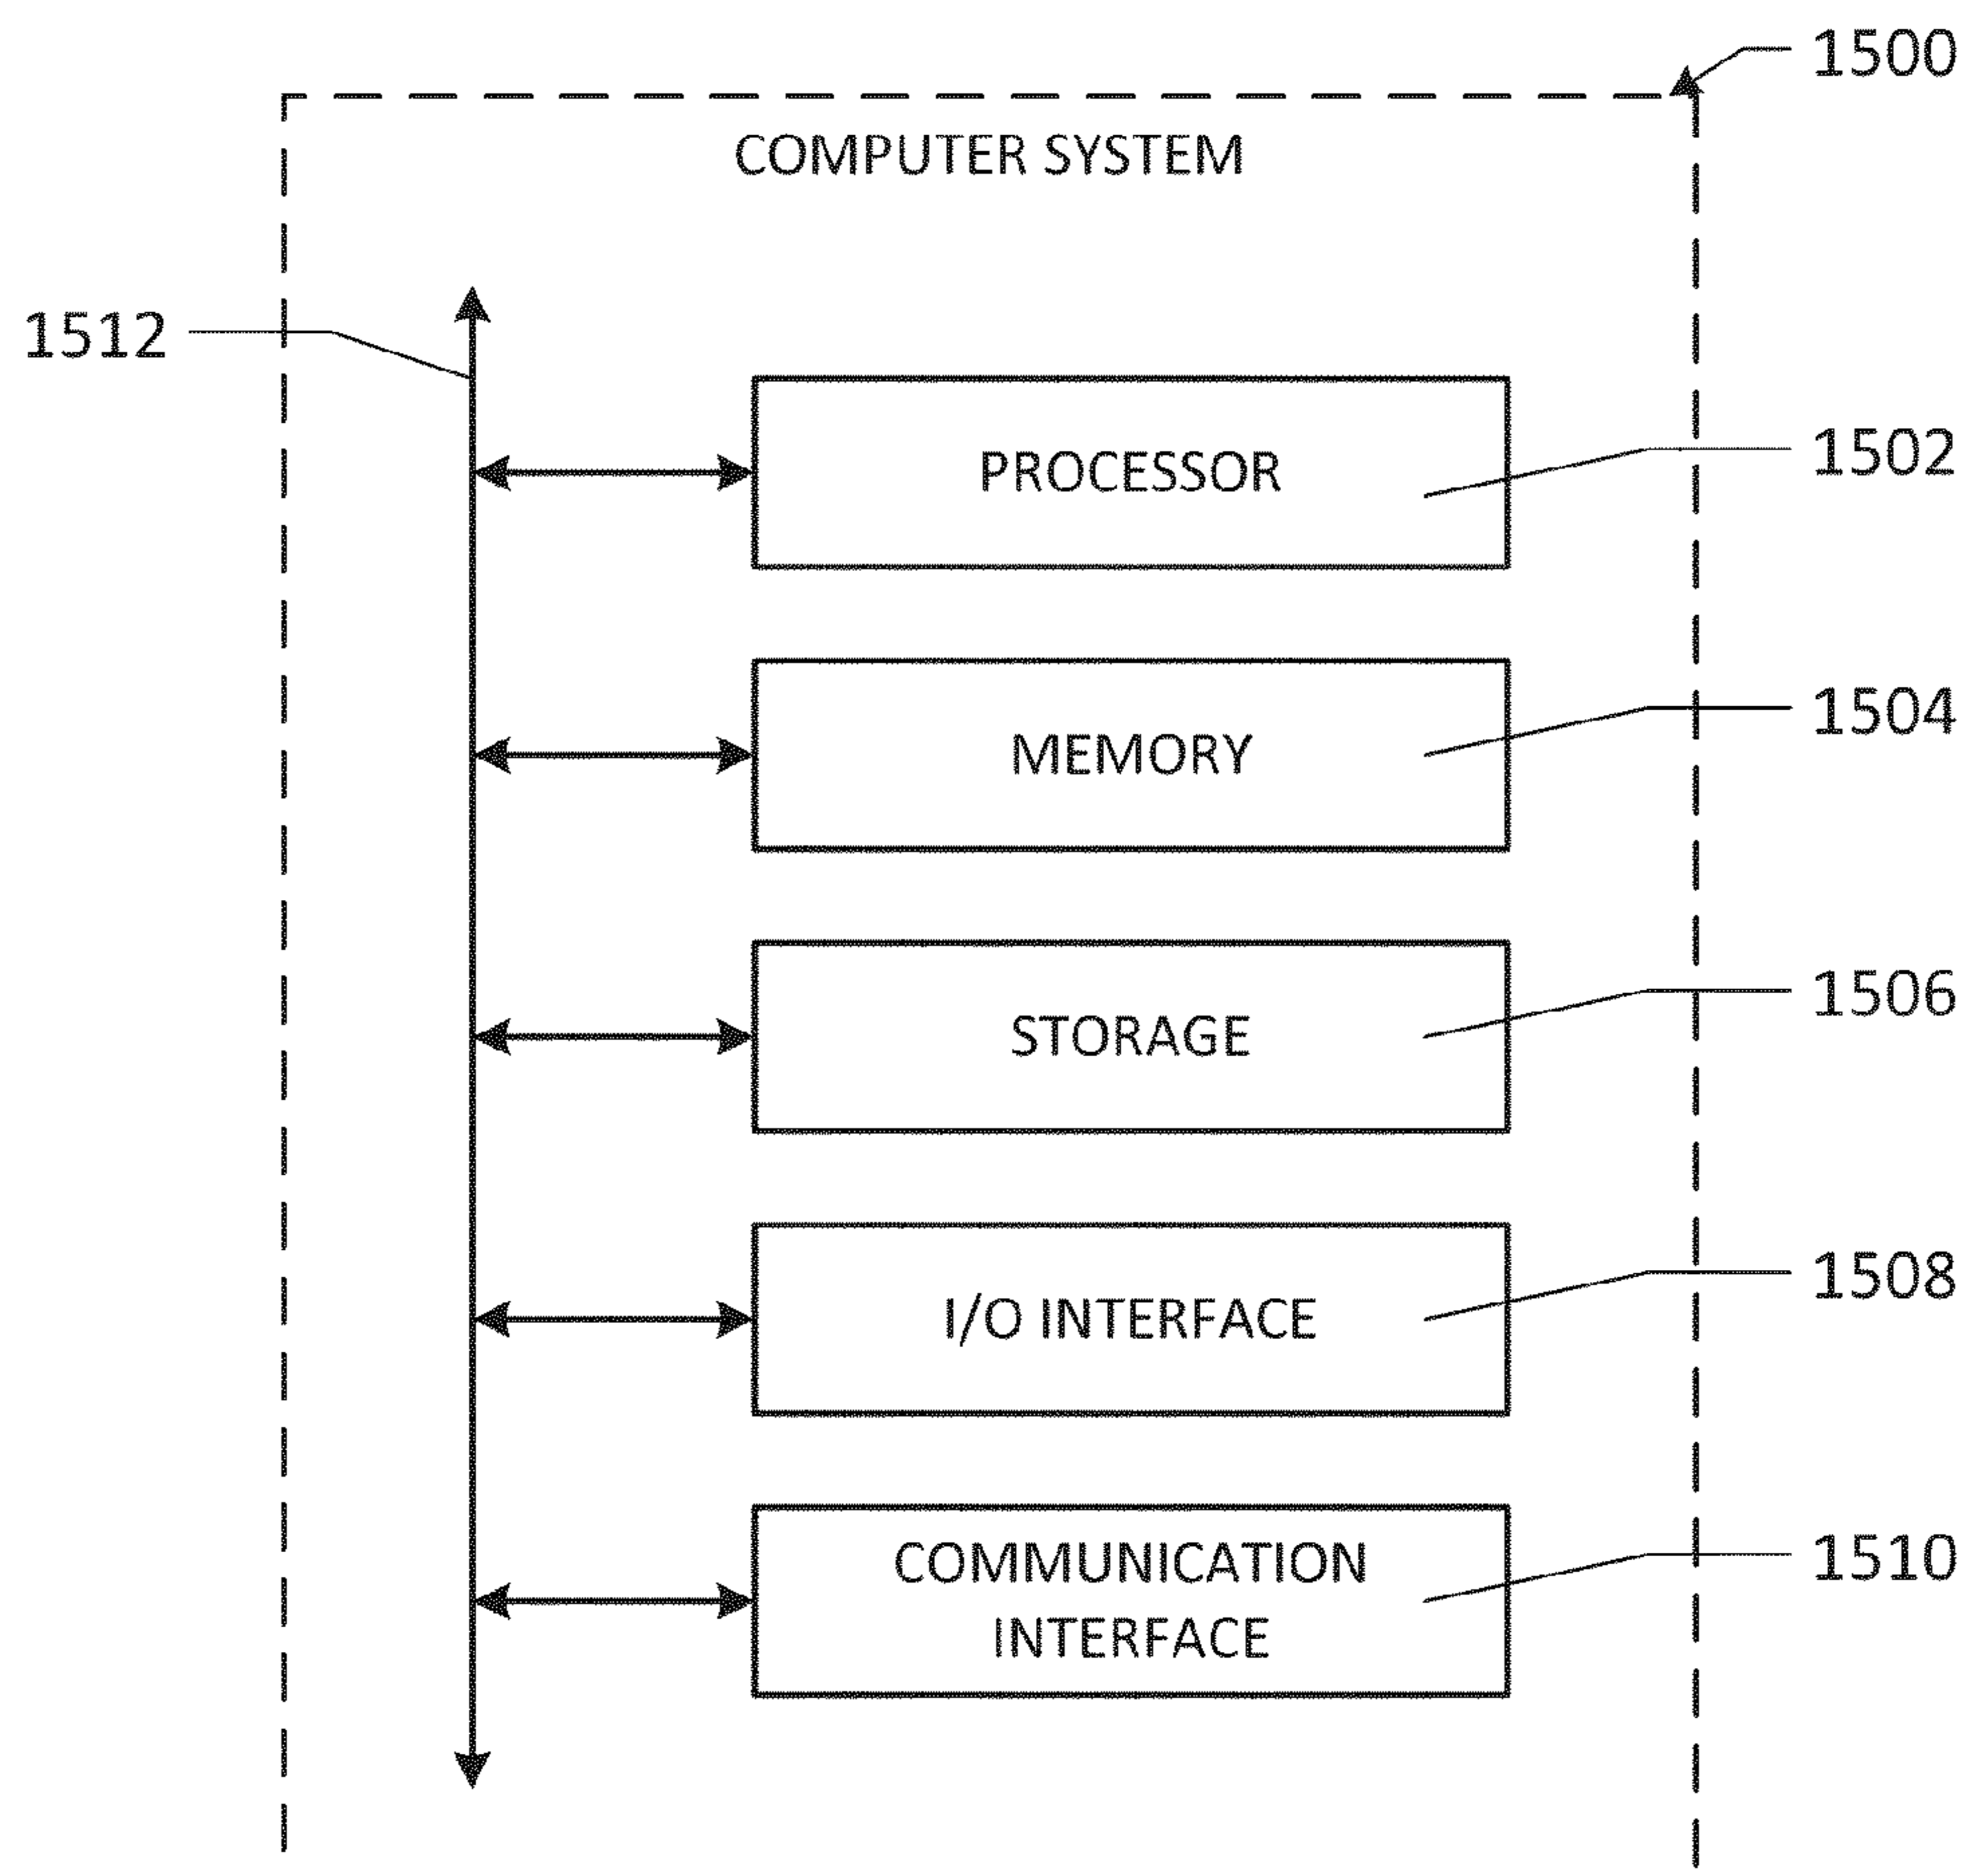 1500
COMPUTER SYSTEM
1512
PROCESSOR
1502
MEMORY
1504
STORAGE
1506
I/O INTERFACE
1508
COMMUNICATION
INTERFACE
1510